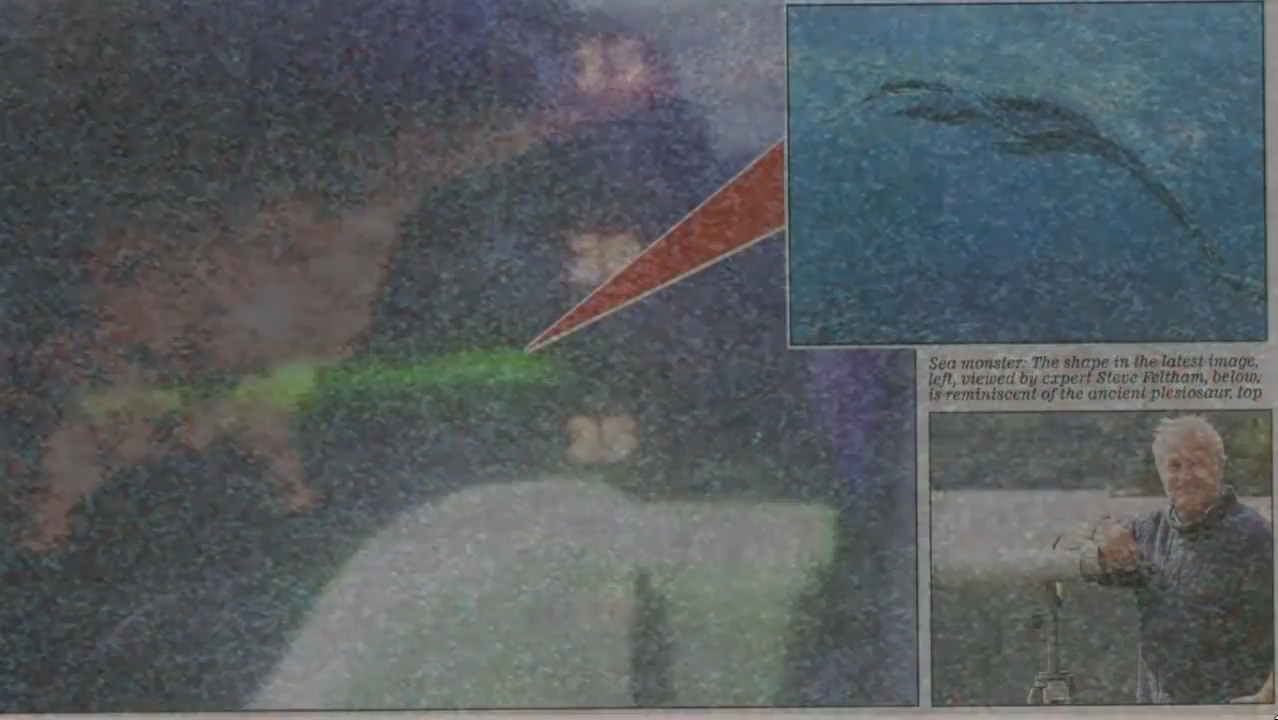 Sea monster: The shape in the latest image,
left, viewed by expert Steve Feltham, below,
is reminiscent of the ancient plesiosaur, top